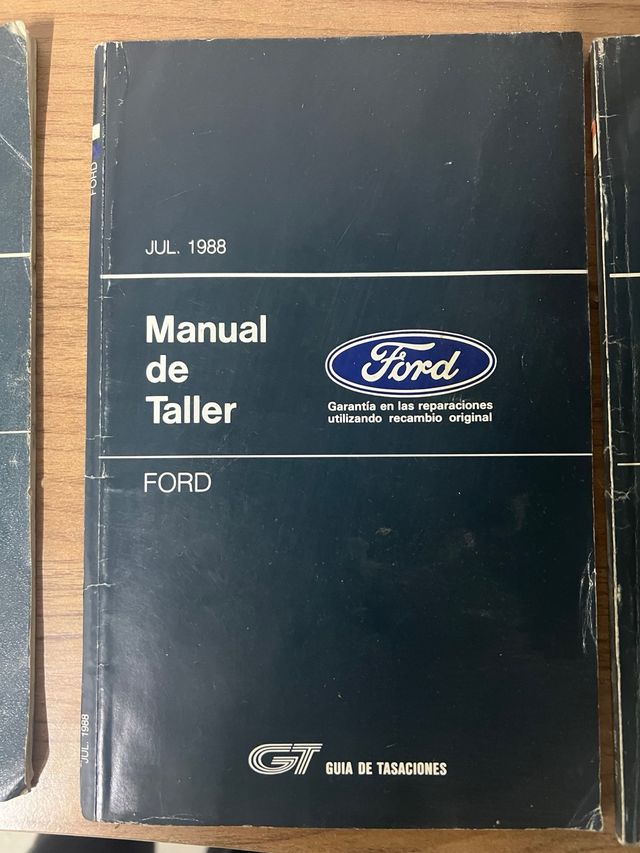 JUL. 1988
Manual
de
Taller
Ford
Garantía en las reparaciones
utilizando recambio original
FORD
GT GUIA DE TASACIONES
FORD
JUL. 1988